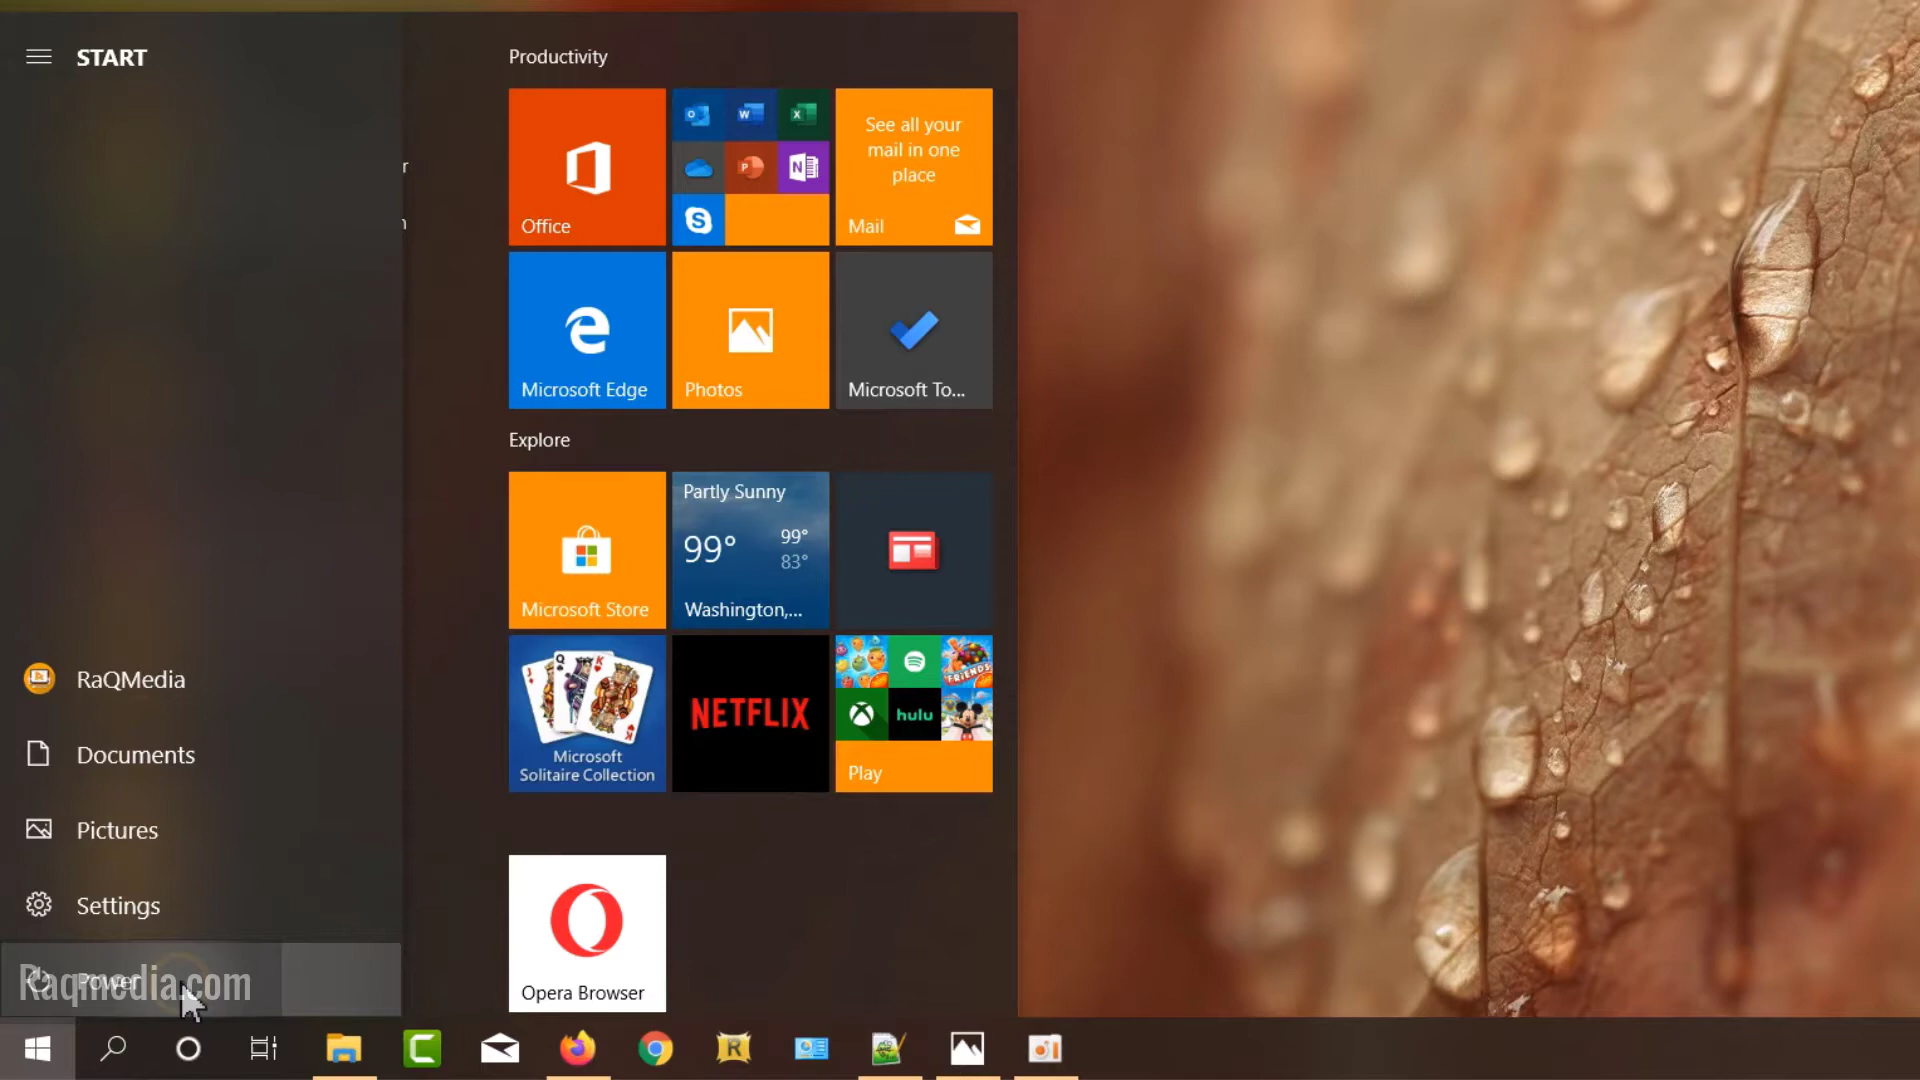 START
r
n
RaQMedia
Documents
Pictures
Settings
Power
Raqmedia.com
Productivity
Office
See all your
mail in one
place
Mail
Microsoft Edge
Photos
Microsoft To...
Explore
Microsoft Store
Partly Sunny
99°
99°
83°
Washington,...
Microsoft
Solitaire Collection
NETFLIX
FRIENDS
hulu
Play
Opera Browser